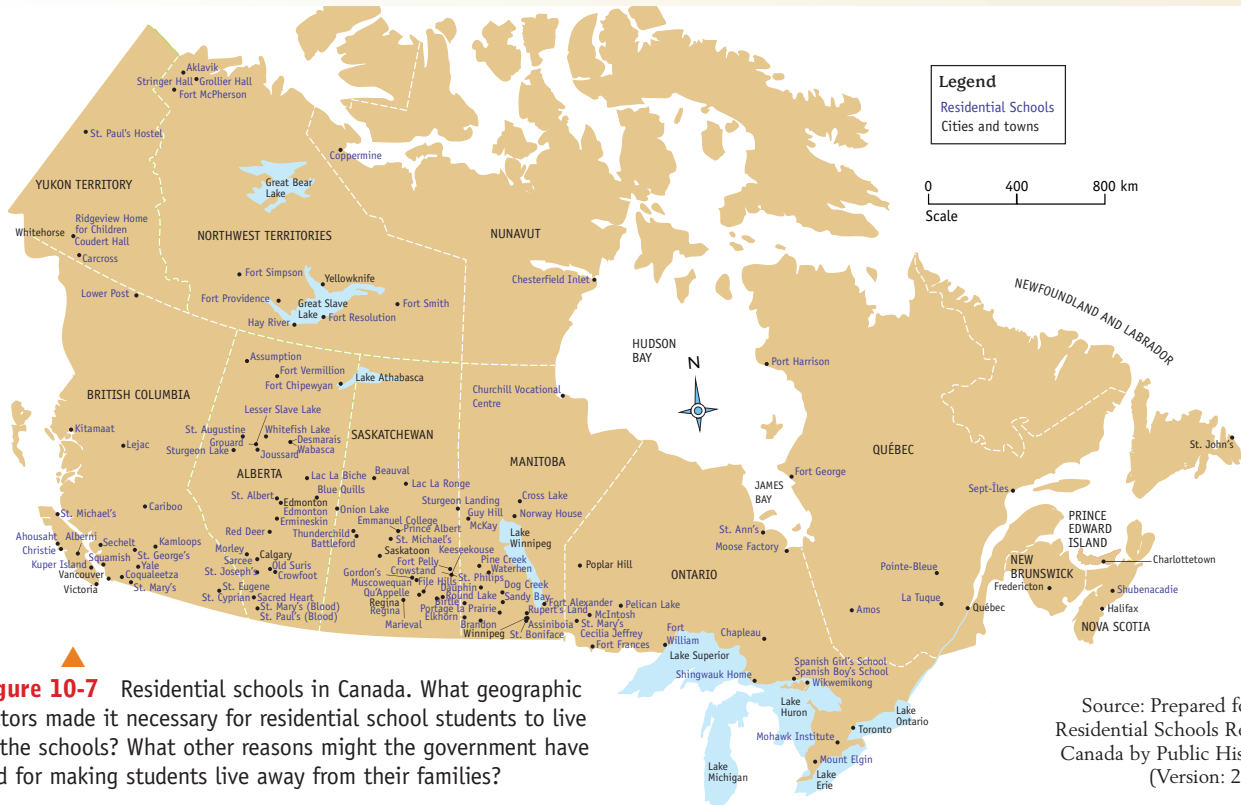 Aklavik
Stringer Hall
Grollier Hall
Fort McPherson
St. Paul's Hostel
Coppermine
Great Bear
Lake
YUKON TERRITORY
Ridgeview Home
for Children
Whitehorse
Coudert Hall
Carcross
NORTHWEST TERRITORIES
NUNAVUT
Legend
Residential Schools
Cities and towns
0 400 800 km
Scale
Lower Post
Fort Simpson
Yellowknife
Fort Providence
Great Slave
Lake
Fort Smith
Hay River
Fort Resolution
Chesterfield Inlet
NEWFOUNDLAND AND LABRADOR
HUDSON
BAY
N
Port Harrison
Assumption
Fort Vermillion
Fort Chipewyan
Lake Athabasca
BRITISH COLUMBIA
Churchill Vocational
Centre
Lesser Slave Lake
Kitamaat
Lejac
St. Augustine
Whitefish Lake
Grouard
Desmarais
Sturgeon Lake
Joussard
Wabasca
SASKATCHEWAN
ALBERTA
MANITOBA
QUÉBEC
St. John's
Lac La Biche
Beauval
Blue Quills
Lac La Ronge
St. Albert
Edmonton
Edmonton
Onion Lake
Ermineskin
Sturgeon Landing
Cross Lake
Guy Hill
Norway House
McKay
JAMES
BAY
Fort George
Sept-Îles
Cariboo
St. Michael's
Red Deer
Thunderchild
Battleford
Emmanuel College
Prince Albert
St. Michael's
Lake
Winnipeg
St. Ann's
Moose Factory
PRINCE
EDWARD
ISLAND
Ahousaht
Alberni
Christie
Sechelt
Kamloops
Squamish
St. George's
Kuper Island
Yale
Vancouver
Coqualeetza
Victoria
St. Mary's
Morley
Calgary
Sarcee
Old Suris
St. Joseph's
Crowfoot
St. Eugene
St. Cyprian
Sacred Heart
St. Mary's (Blood)
St. Paul's (Blood)
Saskatoon
Keeseekouse
Fort Pelly
Crowstand
St. Philips
Gordon's
Muscowequan
File Hills
Qu'Appelle
Regina
Regina
Round Lake
Birtle
Marieval
Elkhorn
Pine Creek
Waterhen
Dauphin
Dog Creek
Sandy Bay
Portage la Prairie
Brandon
Winnipeg
Fort Alexander
Rupert's Land
Assiniboia
St. Boniface
Poplar Hill
ONTARIO
Pelican Lake
McIntosh
St. Mary's
Cecilia Jeffrey
Fort Frances
Fort
William
Chapleau
Pointe-Bleue
La Tuque
Amos
Québec
NEW
BRUNSWICK
Fredericton
Charlottetown
Shubenacadie
Halifax
NOVA SCOTIA
Lake Superior
Shingwauk Home
Spanish Girl's School
Spanish Boy's School
Wikwemikong
Lake
Huron
Lake
Ontario
Toronto
Mohawk Institute
Mount Elgin
Lake
Michigan
Lake
Erie
gure 10-7 Residential schools in Canada. What geographic
tors made it necessary for residential school students to live
the schools? What other reasons might the government have
d for making students live away from their families?
Source: Prepared fo
Residential Schools Re
Canada by Public His
(Version: 2